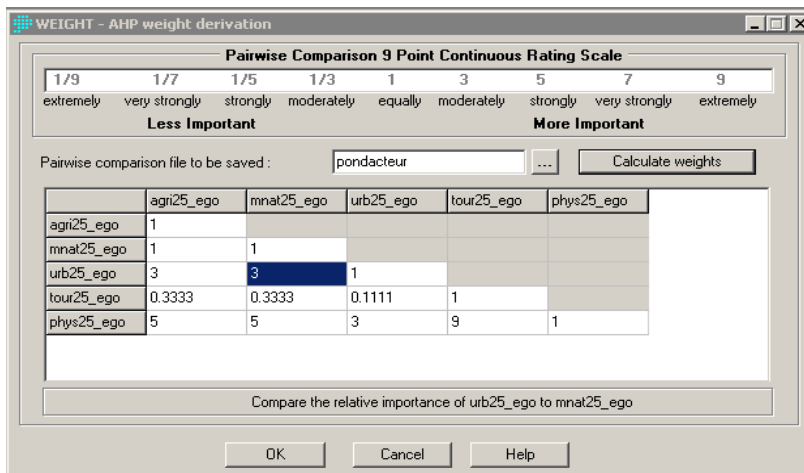 WEIGHT - AHP weight derivation
Pairwise Comparison 9 Point Continuous Rating Scale
1/9 1/7 1/5 1/3 1 3 5 7 9
extremely very strongly strongly moderately equally moderately strongly very strongly extremely
Less Important More Important
Pairwise comparison file to be saved : pondacteur ... Calculate weights
agri25_ego mnat25_ego urb25_ego tour25_ego phys25_ego
agri25_ego 1
mnat25_ego 1 1
urb25_ego 3 3 1
tour25_ego 0.3333 0.3333 0.1111 1
phys25_ego 5 5 3 9 1
Compare the relative importance of urb25_ego to mnat25_ego
OK Cancel Help